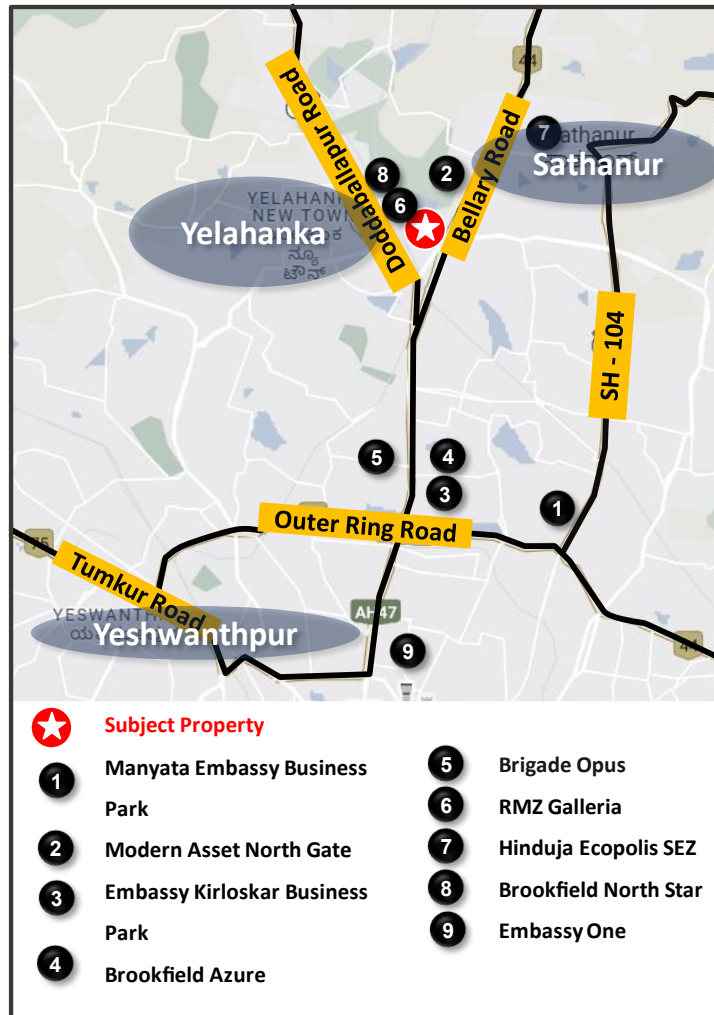 44
Doddaballapur Road
Bellary Road
7
Sathanur
8
2
6
YELAHAN
NEW TOWN
ನ್ಯೂ
ಟೌನ್
Yelahanka
SH - 104
5
4
3
1
Outer Ring Road
75
Tumkur Road
YESWANTH
Yeshwanthpur
AH47
44
9
Subject Property
1 Manyata Embassy Business
Park
2 Modern Asset North Gate
3 Embassy Kirloskar Business
Park
4 Brookfield Azure
5 Brigade Opus
6 RMZ Galleria
7 Hinduja Ecopolis SEZ
8 Brookfield North Star
9 Embassy One